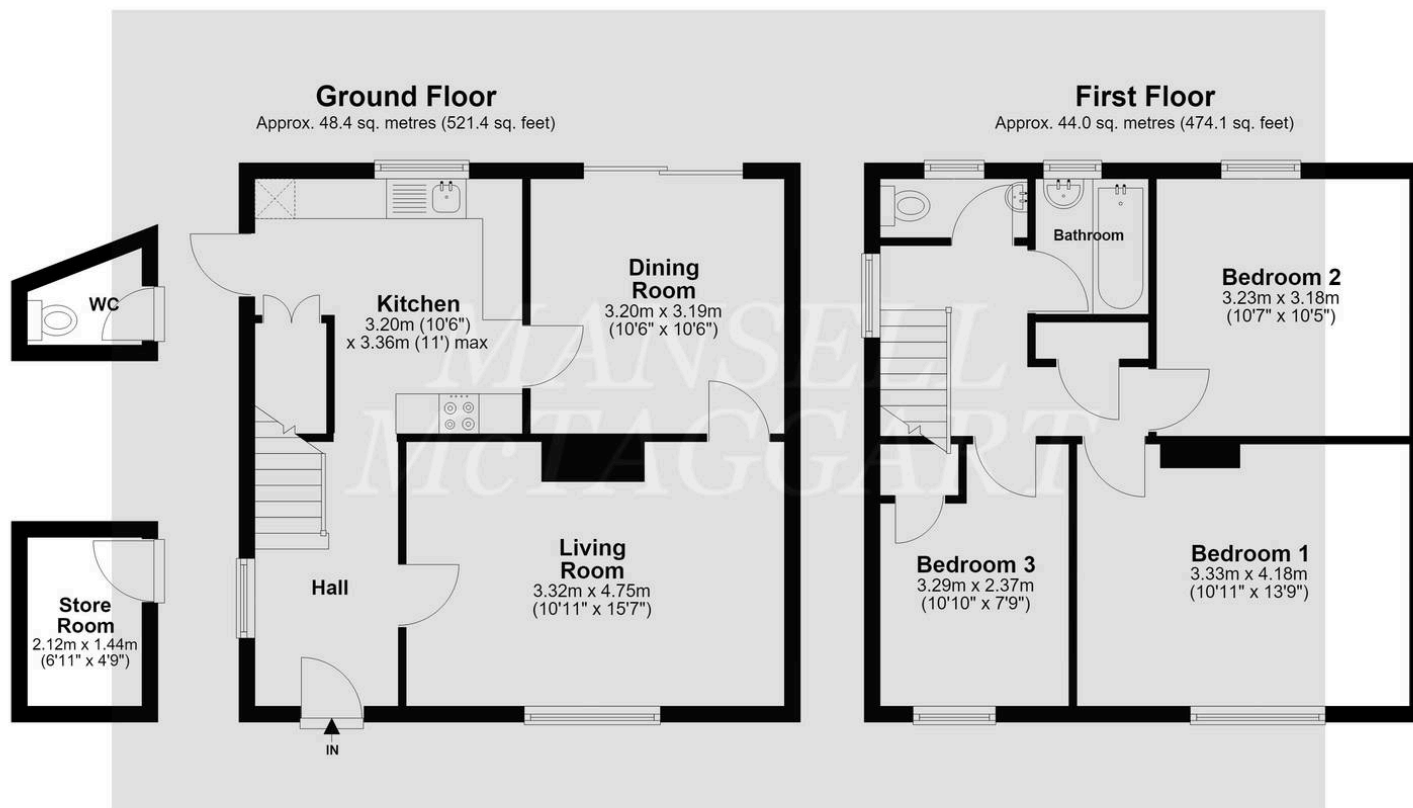 Ground Floor
Approx. 48.4 sq. metres (521.4 sq. feet)
First Floor
Approx. 44.0 sq. metres (474.1 sq. feet)
WC
Kitchen
3.20m (10'6")
x 3.36m (11') max
Dining
Room
3.20m x 3.19m
(10'6" x 10'6")
Bathroom
Bedroom 2
3.23m x 3.18m
(10'7" x 10'5")
MANSELL
McTAGGART
Store
Room
2.12m x 1.44m
(6'11" x 4'9")
Hall
Living
Room
3.32m x 4.75m
(10'11" x 15'7")
Bedroom 3
3.29m x 2.37m
(10'10" x 7'9")
Bedroom 1
3.33m x 4.18m
(10'11" x 13'9")
IN